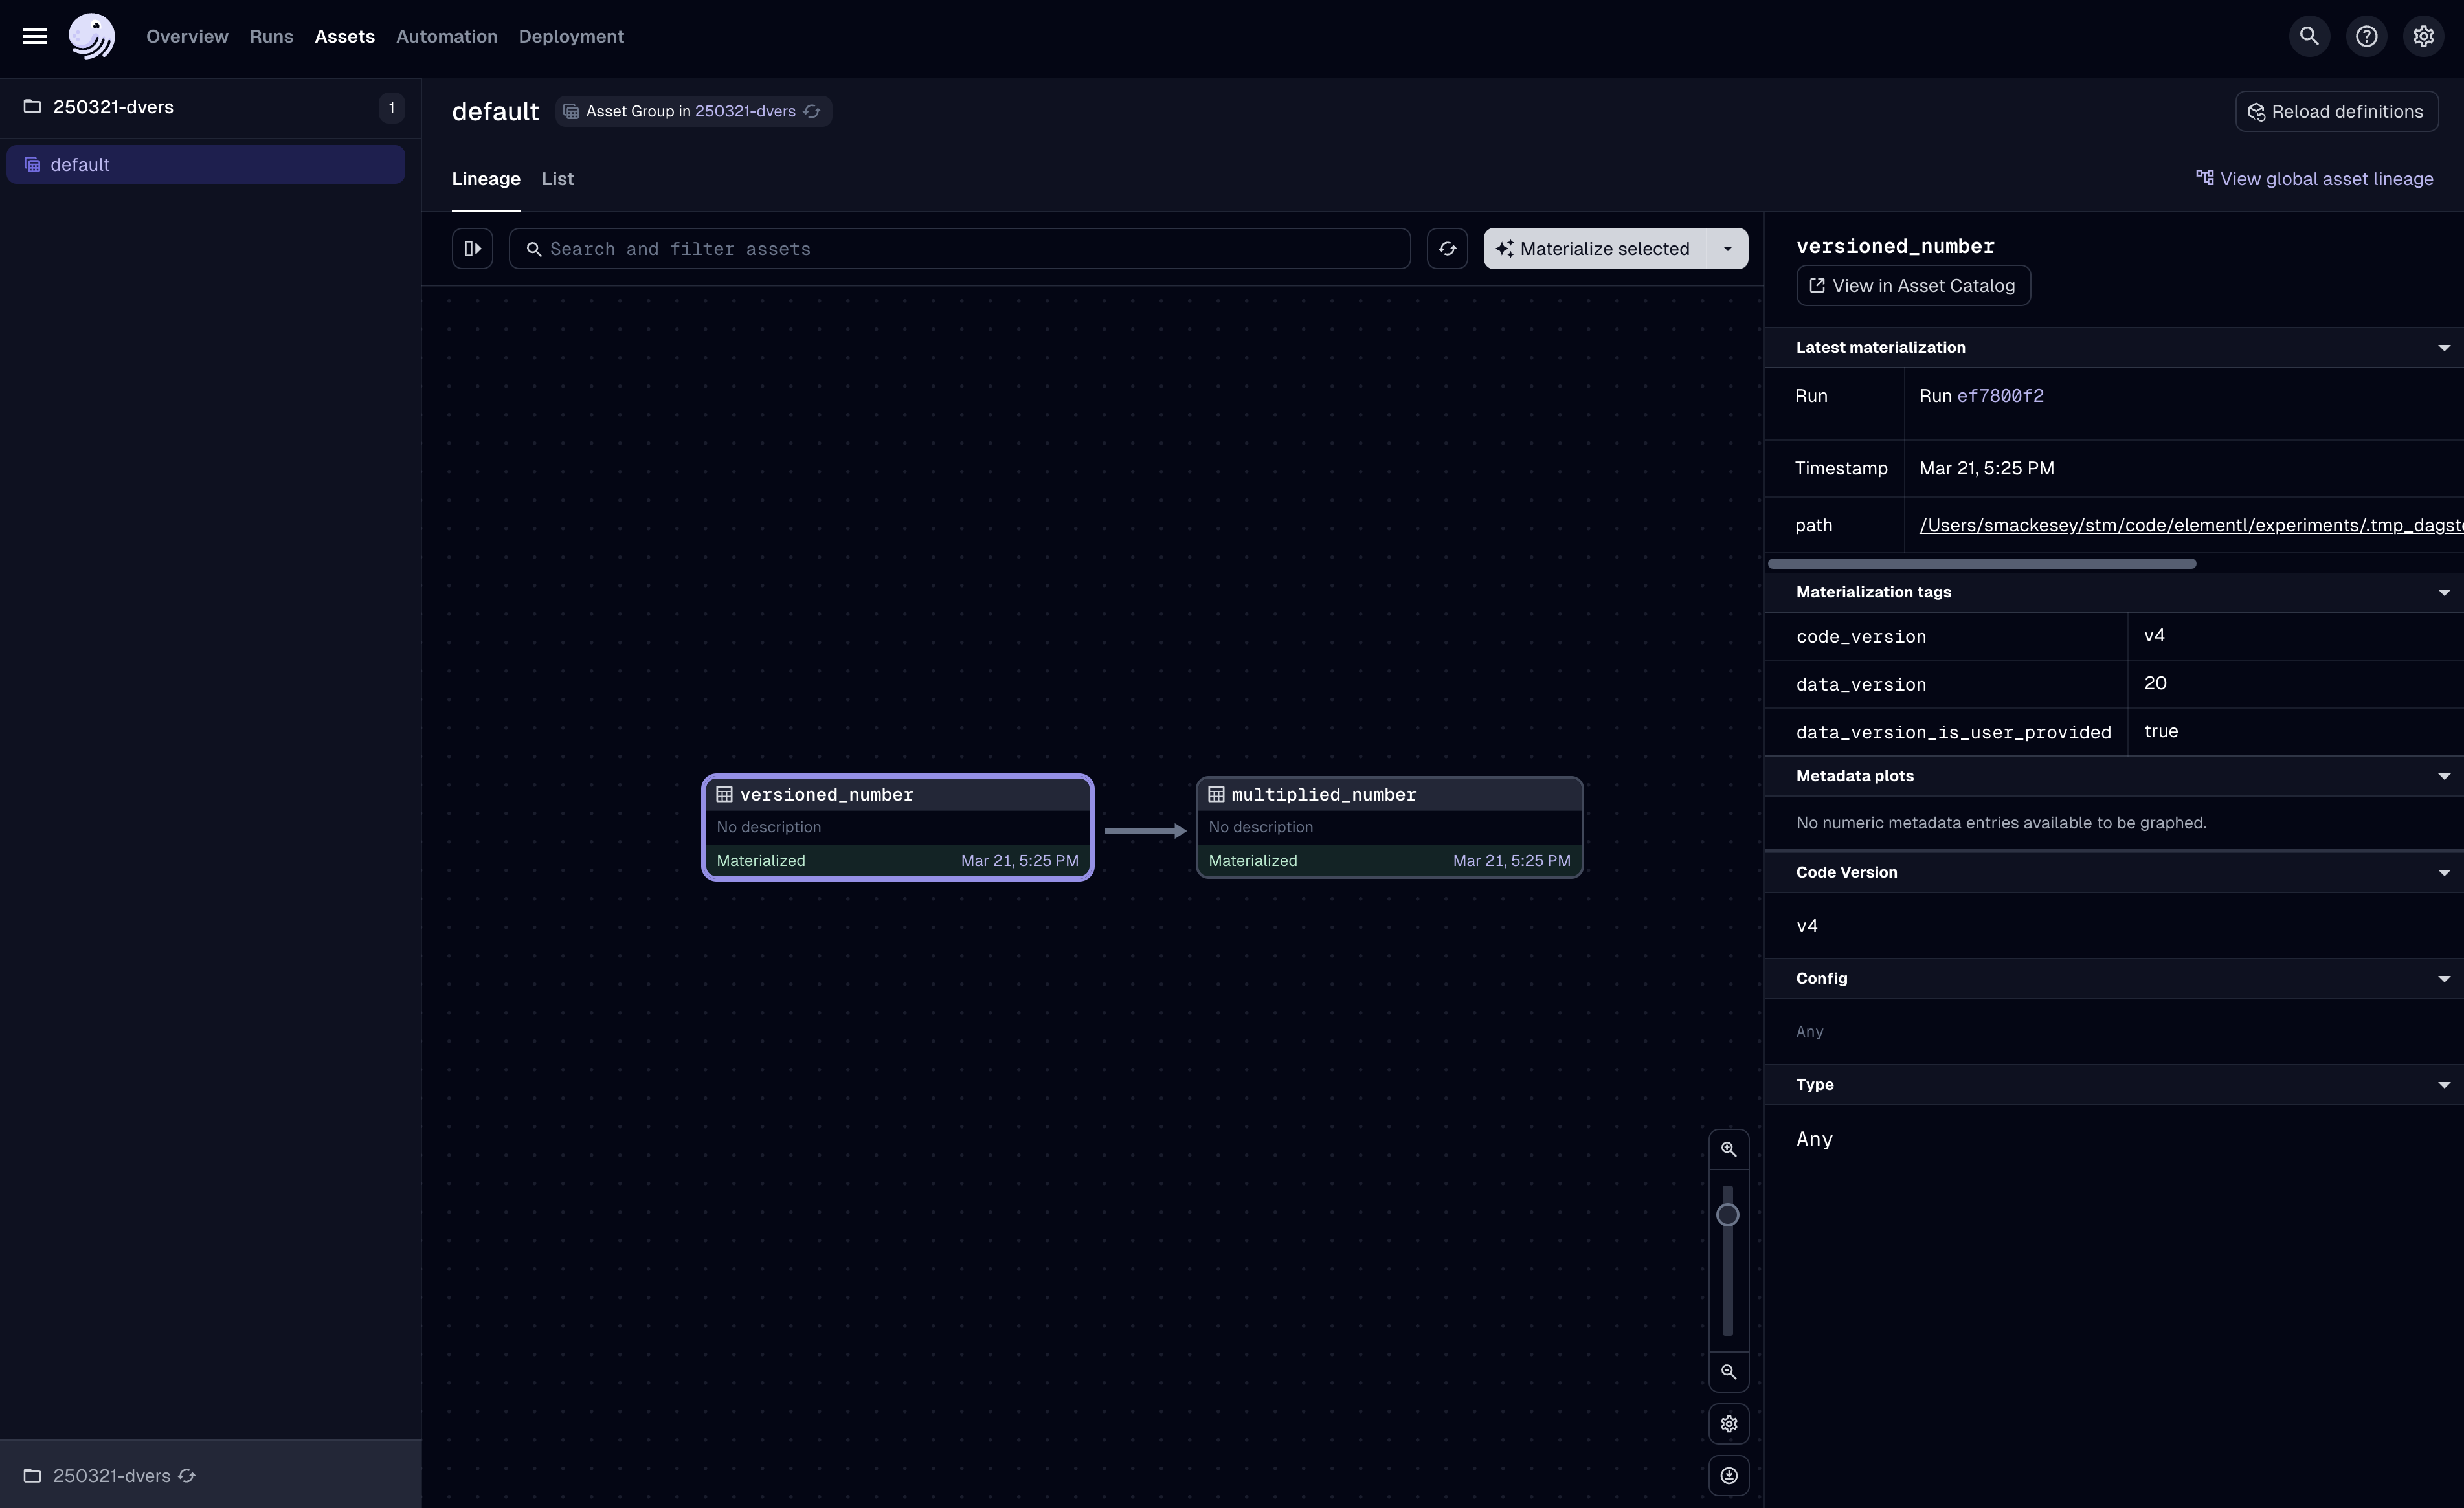 Overview Runs Assets Automation Deployment
250321-dvers 1
default
default Asset Group in 250321-dvers
Reload definitions
Lineage List
View global asset lineage
Search and filter assets
Materialize selected
versioned_number
No description
Materialized Mar 21, 5:25 PM
multiplied_number
No description
Materialized Mar 21, 5:25 PM
versioned_number
View in Asset Catalog
Latest materialization
Run Run ef7800f2
Timestamp Mar 21, 5:25 PM
path /Users/smackesey/stm/code/elementl/experiments/.tmp_dagst
Materialization tags
code_version v4
data_version 20
data_version_is_user_provided true
Metadata plots
No numeric metadata entries available to be graphed.
Code Version
v4
Config
Any
Type
Any
250321-dvers